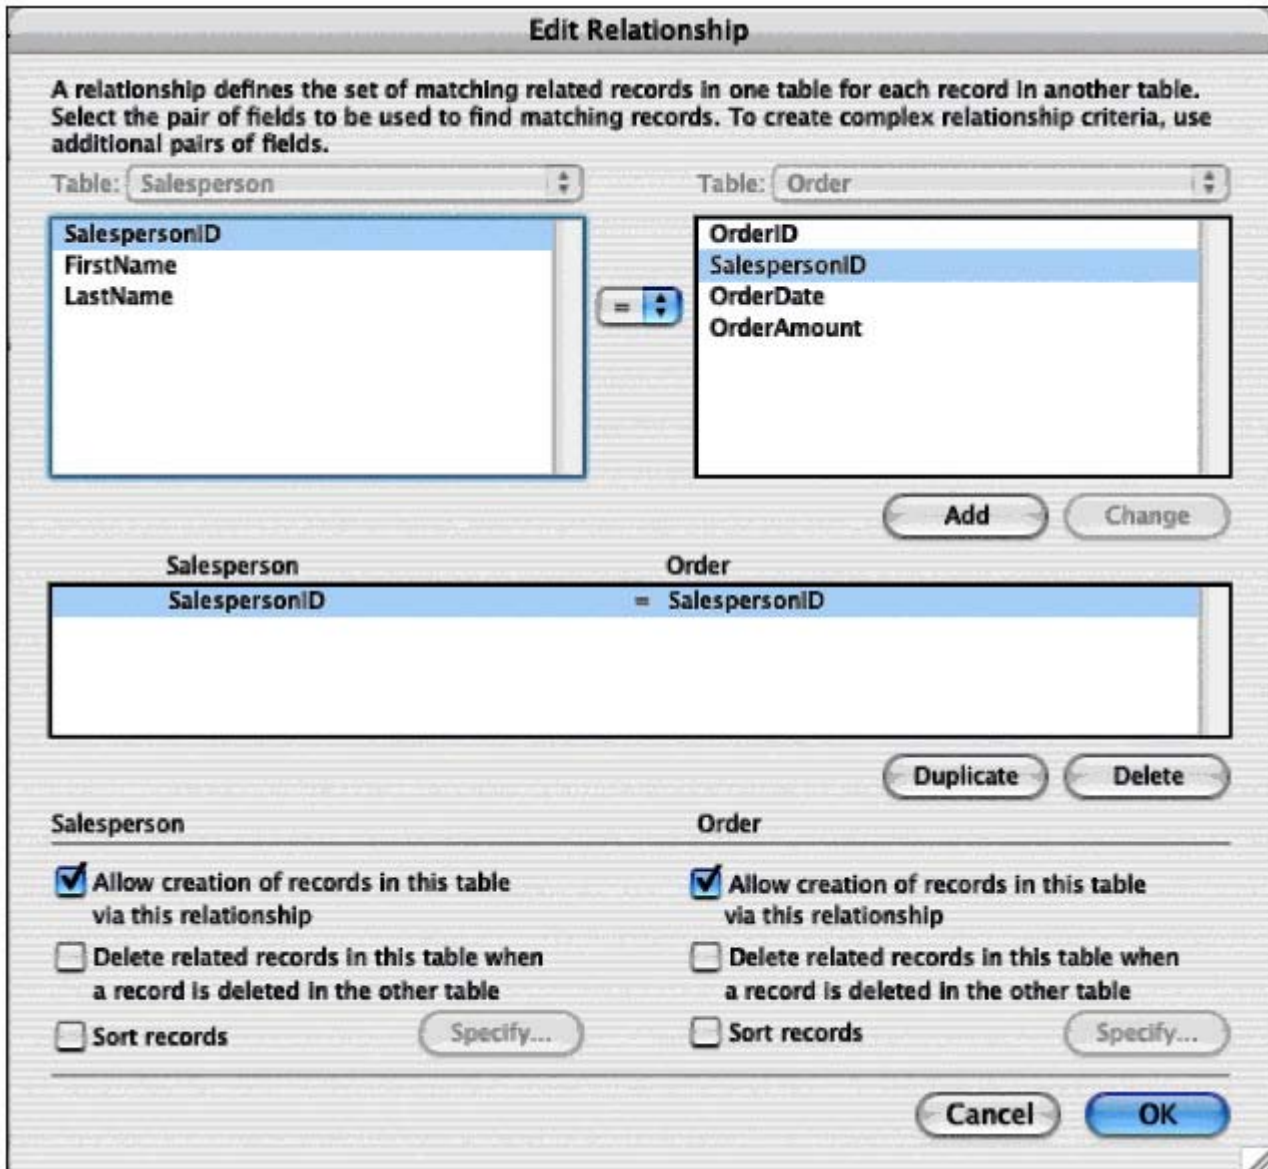 Edit Relationship
A relationship defines the set of matching related records in one table for each record in another table.
Select the pair of fields to be used to find matching records. To create complex relationship criteria, use
additional pairs of fields.
Table: Salesperson Table: Order
SalespersonID OrderID
FirstName SalespersonID
LastName OrderDate
= OrderAmount
Add Change
Salesperson Order
SalespersonID = SalespersonID
Duplicate Delete
Salesperson Order
Allow creation of records in this table Allow creation of records in this table
via this relationship via this relationship
Delete related records in this table when Delete related records in this table when
a record is deleted in the other table a record is deleted in the other table
Sort records Specify... Sort records Specify...
Cancel OK